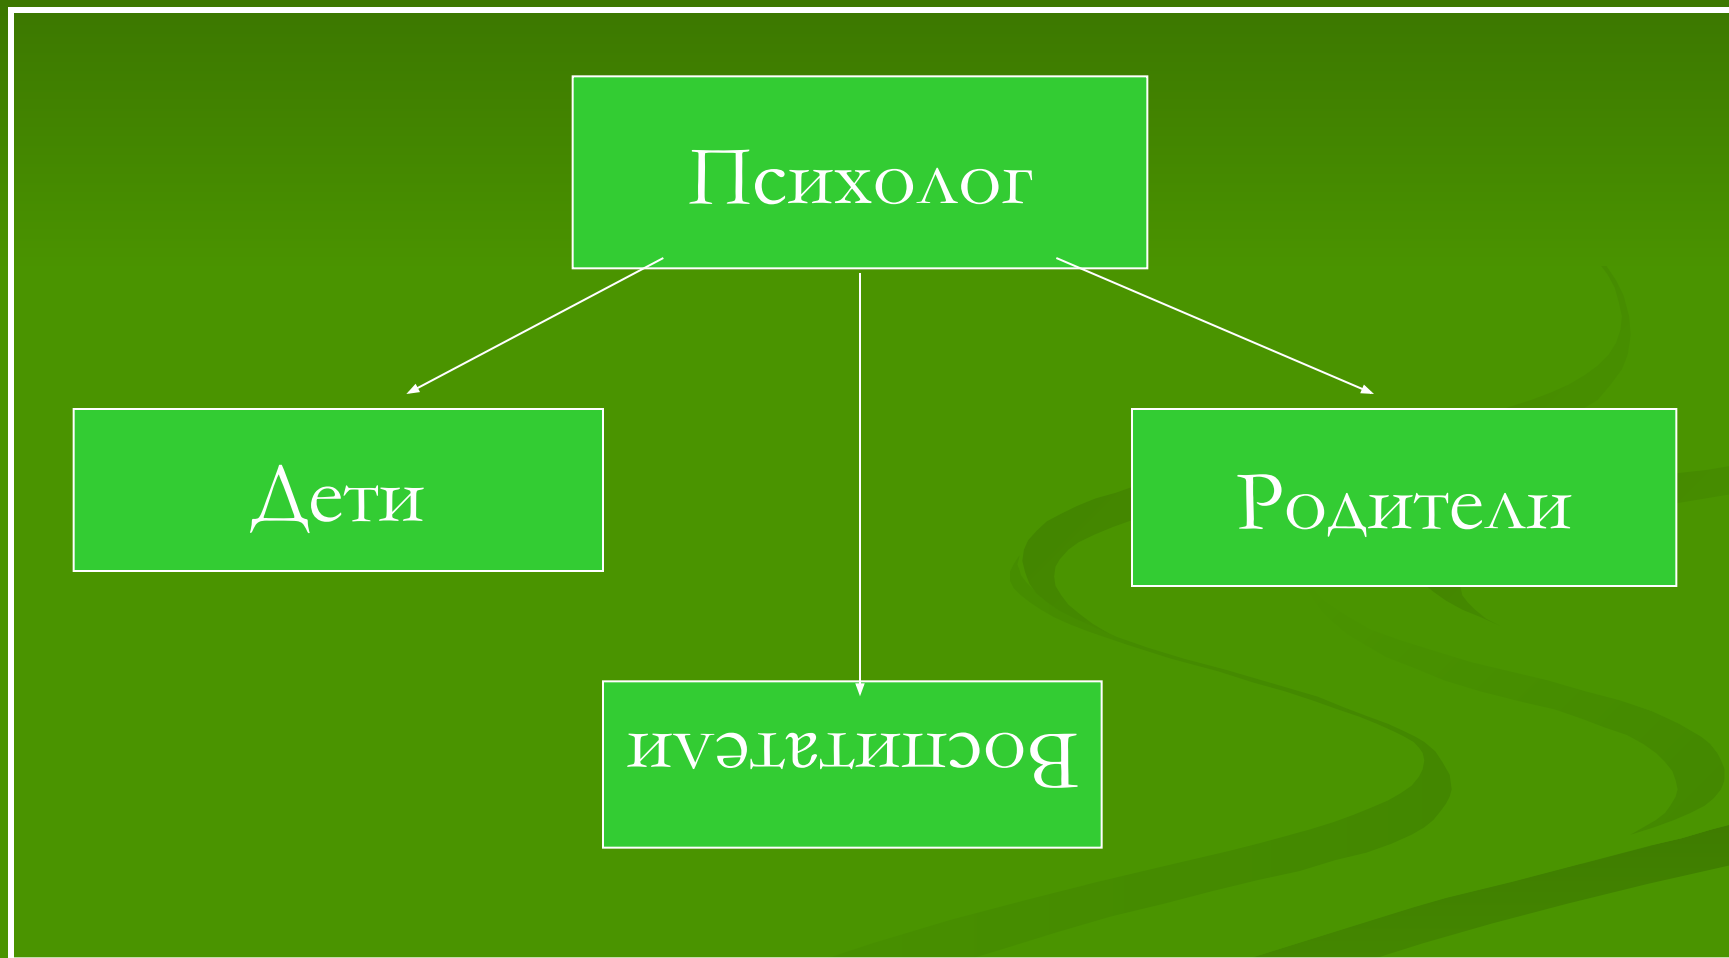 Психолог
Дети
Родители
Воспитатели